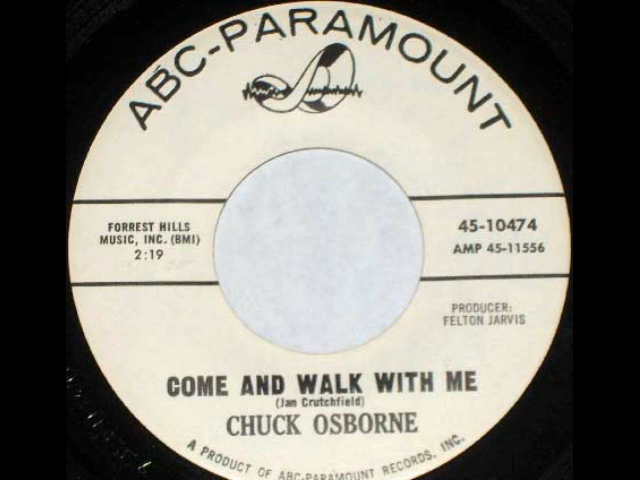 ABC-PARAMOUNT
FORREST HILLS
MUSIC, INC. (BMI)
2:19
45-10474
AMP 45-11556
PRODUCER:
FELTON JARVIS
COME AND WALK WITH ME
(Jan Crutchfield)
CHUCK OSBORNE
A PRODUCT OF ABC-PARAMOUNT RECORDS, INC.